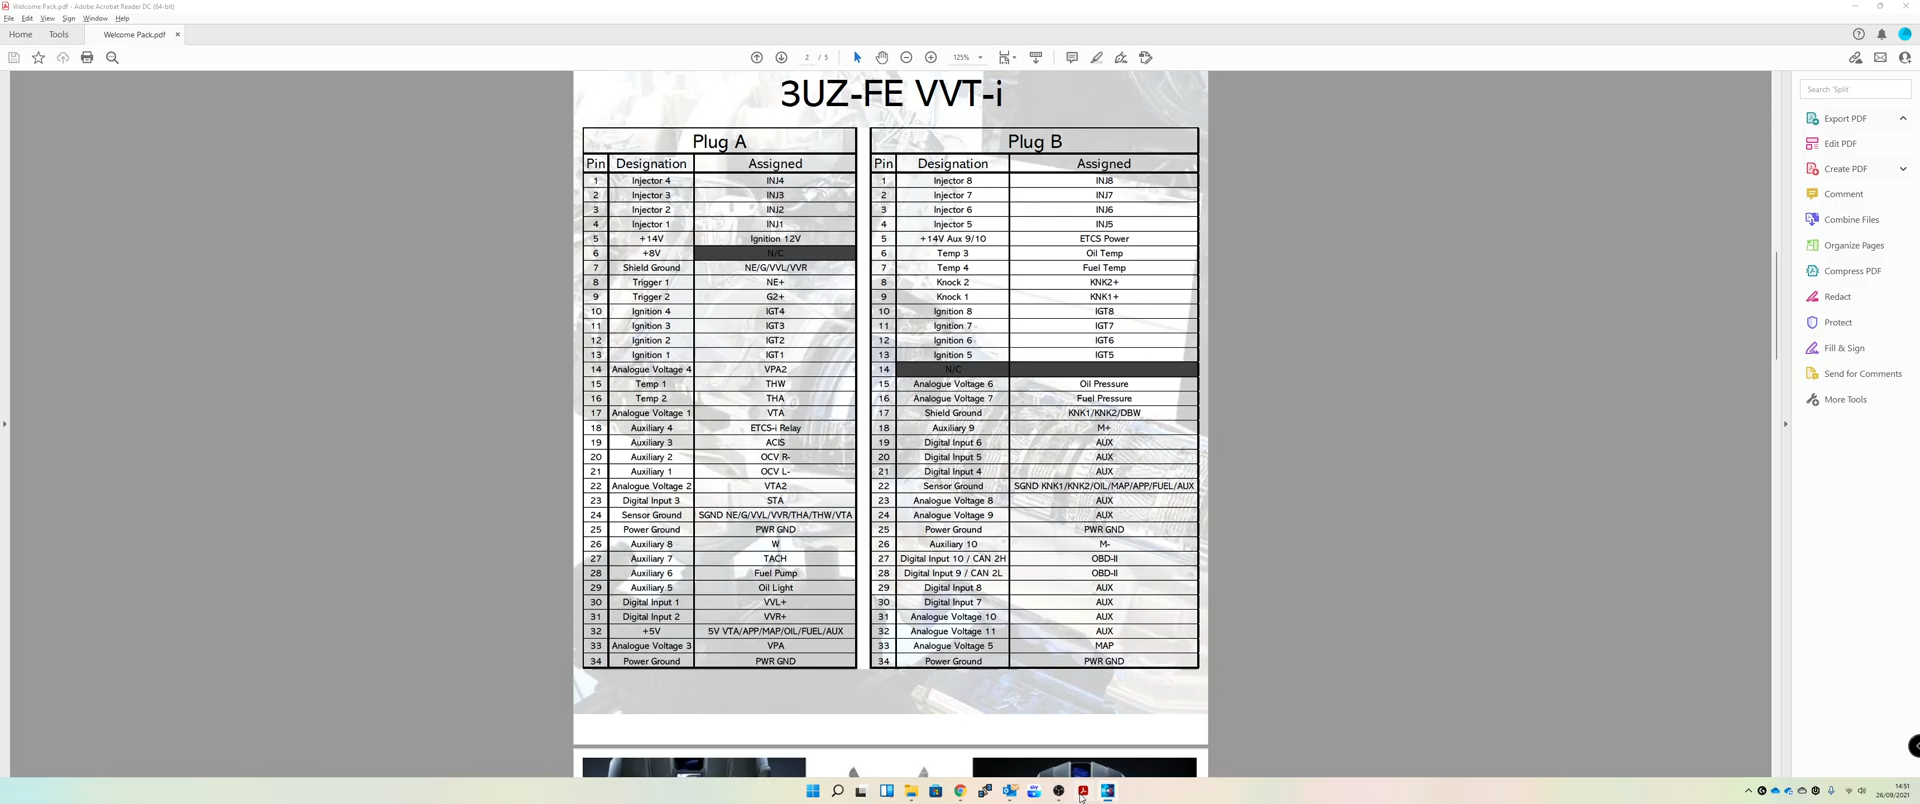 Welcome Pack.pdf - Adobe Acrobat Reader DC (64-bit)
File Edit View Sign Window Help
Home Tools Welcome Pack.pdf ×
2 / 5 125%
3UZ-FE VVT-i
Plug A
Pin Designation Assigned
1 Injector 4 INJ4
2 Injector 3 INJ3
3 Injector 2 INJ2
4 Injector 1 INJ1
5 +14V Ignition 12V
6 +8V N/C
7 Shield Ground NE/G/VVL/VVR
8 Trigger 1 NE+
9 Trigger 2 G2+
10 Ignition 4 IGT4
11 Ignition 3 IGT3
12 Ignition 2 IGT2
13 Ignition 1 IGT1
14 Analogue Voltage 4 VPA2
15 Temp 1 THW
16 Temp 2 THA
17 Analogue Voltage 1 VTA
18 Auxiliary 4 ETCS-i Relay
19 Auxiliary 3 ACIS
20 Auxiliary 2 OCV R-
21 Auxiliary 1 OCV L-
22 Analogue Voltage 2 VTA2
23 Digital Input 3 STA
24 Sensor Ground SGND NE/G/VVL/VVR/THA/THW/VTA
25 Power Ground PWR GND
26 Auxiliary 8 W
27 Auxiliary 7 TACH
28 Auxiliary 6 Fuel Pump
29 Auxiliary 5 Oil Light
30 Digital Input 1 VVL+
31 Digital Input 2 VVR+
32 +5V 5V VTA/APP/MAP/OIL/FUEL/AUX
33 Analogue Voltage 3 VPA
34 Power Ground PWR GND
Plug B
Pin Designation Assigned
1 Injector 8 INJ8
2 Injector 7 INJ7
3 Injector 6 INJ6
4 Injector 5 INJ5
5 +14V Aux 9/10 ETCS Power
6 Temp 3 Oil Temp
7 Temp 4 Fuel Temp
8 Knock 2 KNK2+
9 Knock 1 KNK1+
10 Ignition 8 IGT8
11 Ignition 7 IGT7
12 Ignition 6 IGT6
13 Ignition 5 IGT5
14 N/C
15 Analogue Voltage 6 Oil Pressure
16 Analogue Voltage 7 Fuel Pressure
17 Shield Ground KNK1/KNK2/DBW
18 Auxiliary 9 M+
19 Digital Input 6 AUX
20 Digital Input 5 AUX
21 Digital Input 4 AUX
22 Sensor Ground SGND KNK1/KNK2/OIL/MAP/APP/FUEL/AUX
23 Analogue Voltage 8 AUX
24 Analogue Voltage 9 AUX
25 Power Ground PWR GND
26 Auxiliary 10 M-
27 Digital Input 10 / CAN 2H OBD-II
28 Digital Input 9 / CAN 2L OBD-II
29 Digital Input 8 AUX
30 Digital Input 7 AUX
31 Analogue Voltage 10 AUX
32 Analogue Voltage 11 AUX
33 Analogue Voltage 5 MAP
34 Power Ground PWR GND
Search 'Split'
Export PDF
Edit PDF
Create PDF
Comment
Combine Files
Organize Pages
Compress PDF
Redact
Protect
Fill & Sign
Send for Comments
More Tools
sky
14:51
26/09/2021